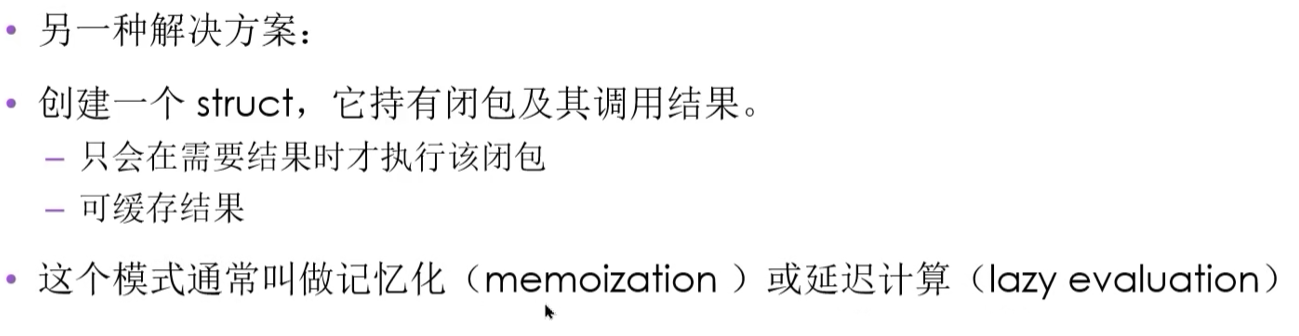 • 另一种解决方案：
• 创建一个 struct，它持有闭包及其调用结果。
– 只会在需要结果时才执行该闭包
– 可缓存结果
• 这个模式通常叫做记忆化（memoization ）或延迟计算（lazy evaluation）